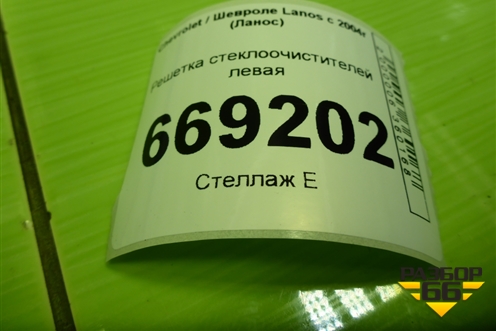 Chevrolet / Шевроле Lanos с 2004г
(Ланос)
Решетка стеклоочистителей
левая
669202
Стеллаж Е
РАЗБОР
66